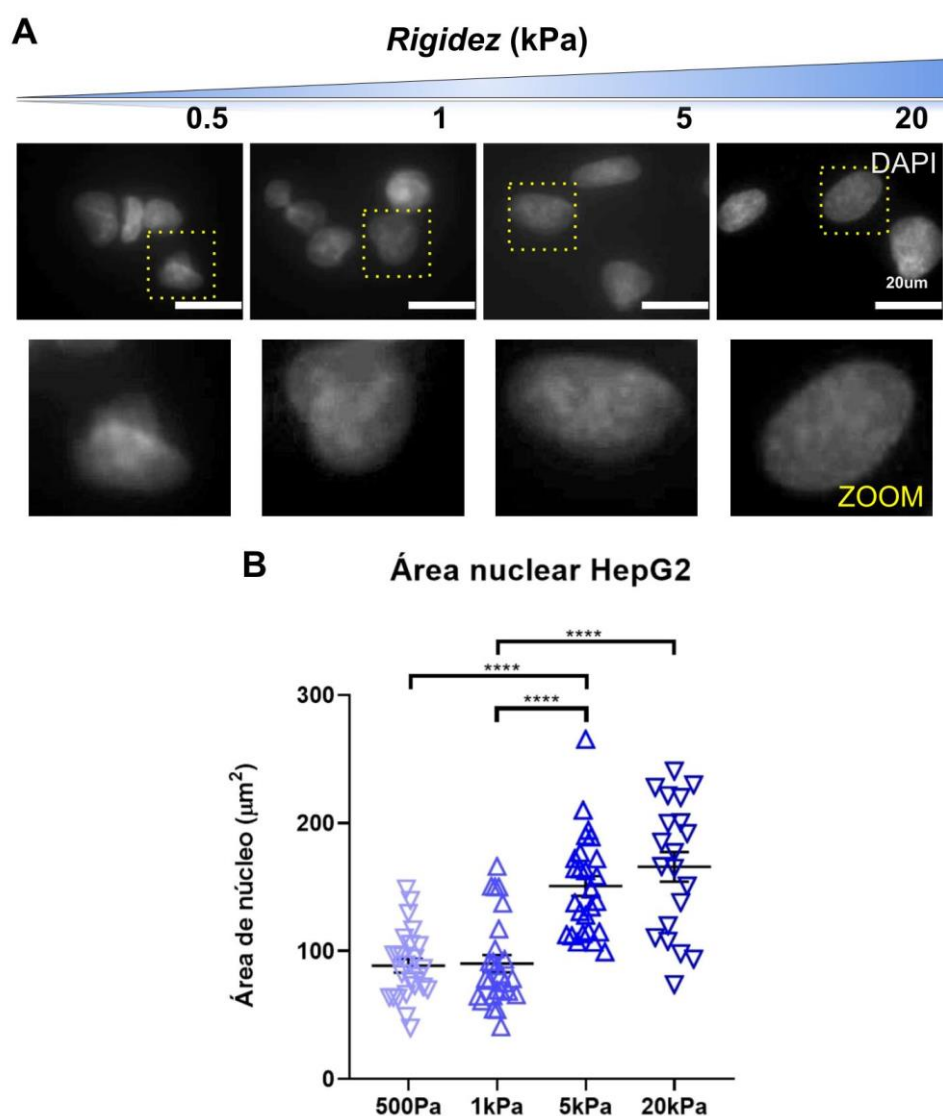 A
Rigidez (kPa)
0.5 1 5 20
DAPI
20um
ZOOM
B Área nuclear HepG2
****
****
****
300
200
100
0
Área de núcleo (μm²)
500Pa 1kPa 5kPa 20kPa